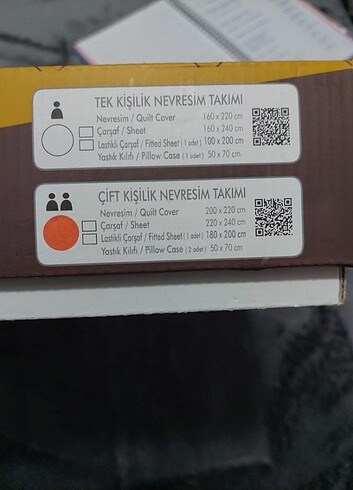 TEK KİŞİLİK NEVRESİM TAKIMI
Nevresim / Quilt Cover 160 x 220 cm
Çarşaf / Sheet 160 x 240 cm
Lastikli Çarşaf / Fitted Sheet ( 1 adet ) 100 x 200 cm
Yastık Kılıfı / Pillow Case ( 1 adet ) 50 x 70 cm
ÇİFT KİŞİLİK NEVRESİM TAKIMI
Nevresim / Quilt Cover 200 x 220 cm
Çarşaf / Sheet 220 x 240 cm
Lastikli Çarşaf / Fitted Sheet ( 1 adet ) 180 x 200 cm
Yastık Kılıfı / Pillow Case ( 2 adet ) 50 x 70 cm